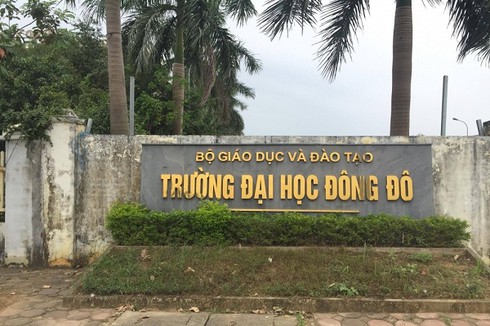 BỘ GIÁO DỤC VÀ ĐÀO TẠO
TRƯỜNG ĐẠI HỌC ĐÔNG ĐÔ